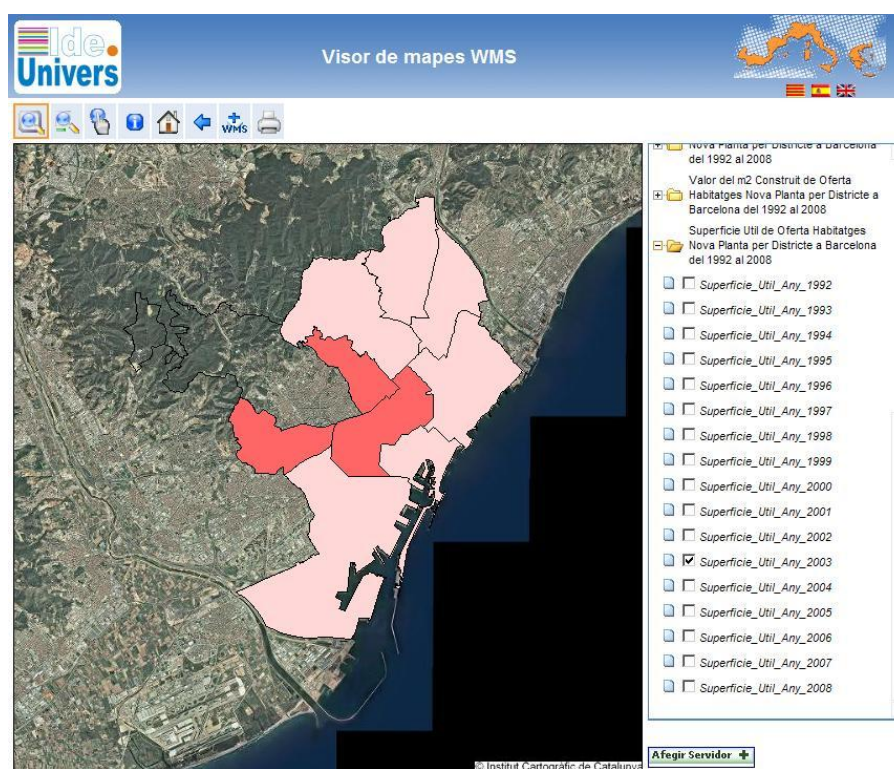 Ide
Univers
Visor de mapes WMS
WMS
Nova Planta per Districte a Barcelona
del 1992 al 2008
Valor del m2 Construit de Oferta
Habitatges Nova Planta per Districte a
Barcelona del 1992 al 2008
Superficie Util de Oferta Habitatges
Nova Planta per Districte a Barcelona
del 1992 al 2008
Superficie_Util_Any_1992
Superficie_Util_Any_1993
Superficie_Util_Any_1994
Superficie_Util_Any_1995
Superficie_Util_Any_1996
Superficie_Util_Any_1997
Superficie_Util_Any_1998
Superficie_Util_Any_1999
Superficie_Util_Any_2000
Superficie_Util_Any_2001
Superficie_Util_Any_2002
Superficie_Util_Any_2003
Superficie_Util_Any_2004
Superficie_Util_Any_2005
Superficie_Util_Any_2006
Superficie_Util_Any_2007
Superficie_Util_Any_2008
Afegir Servidor
© Institut Cartogràfic de Catalunya